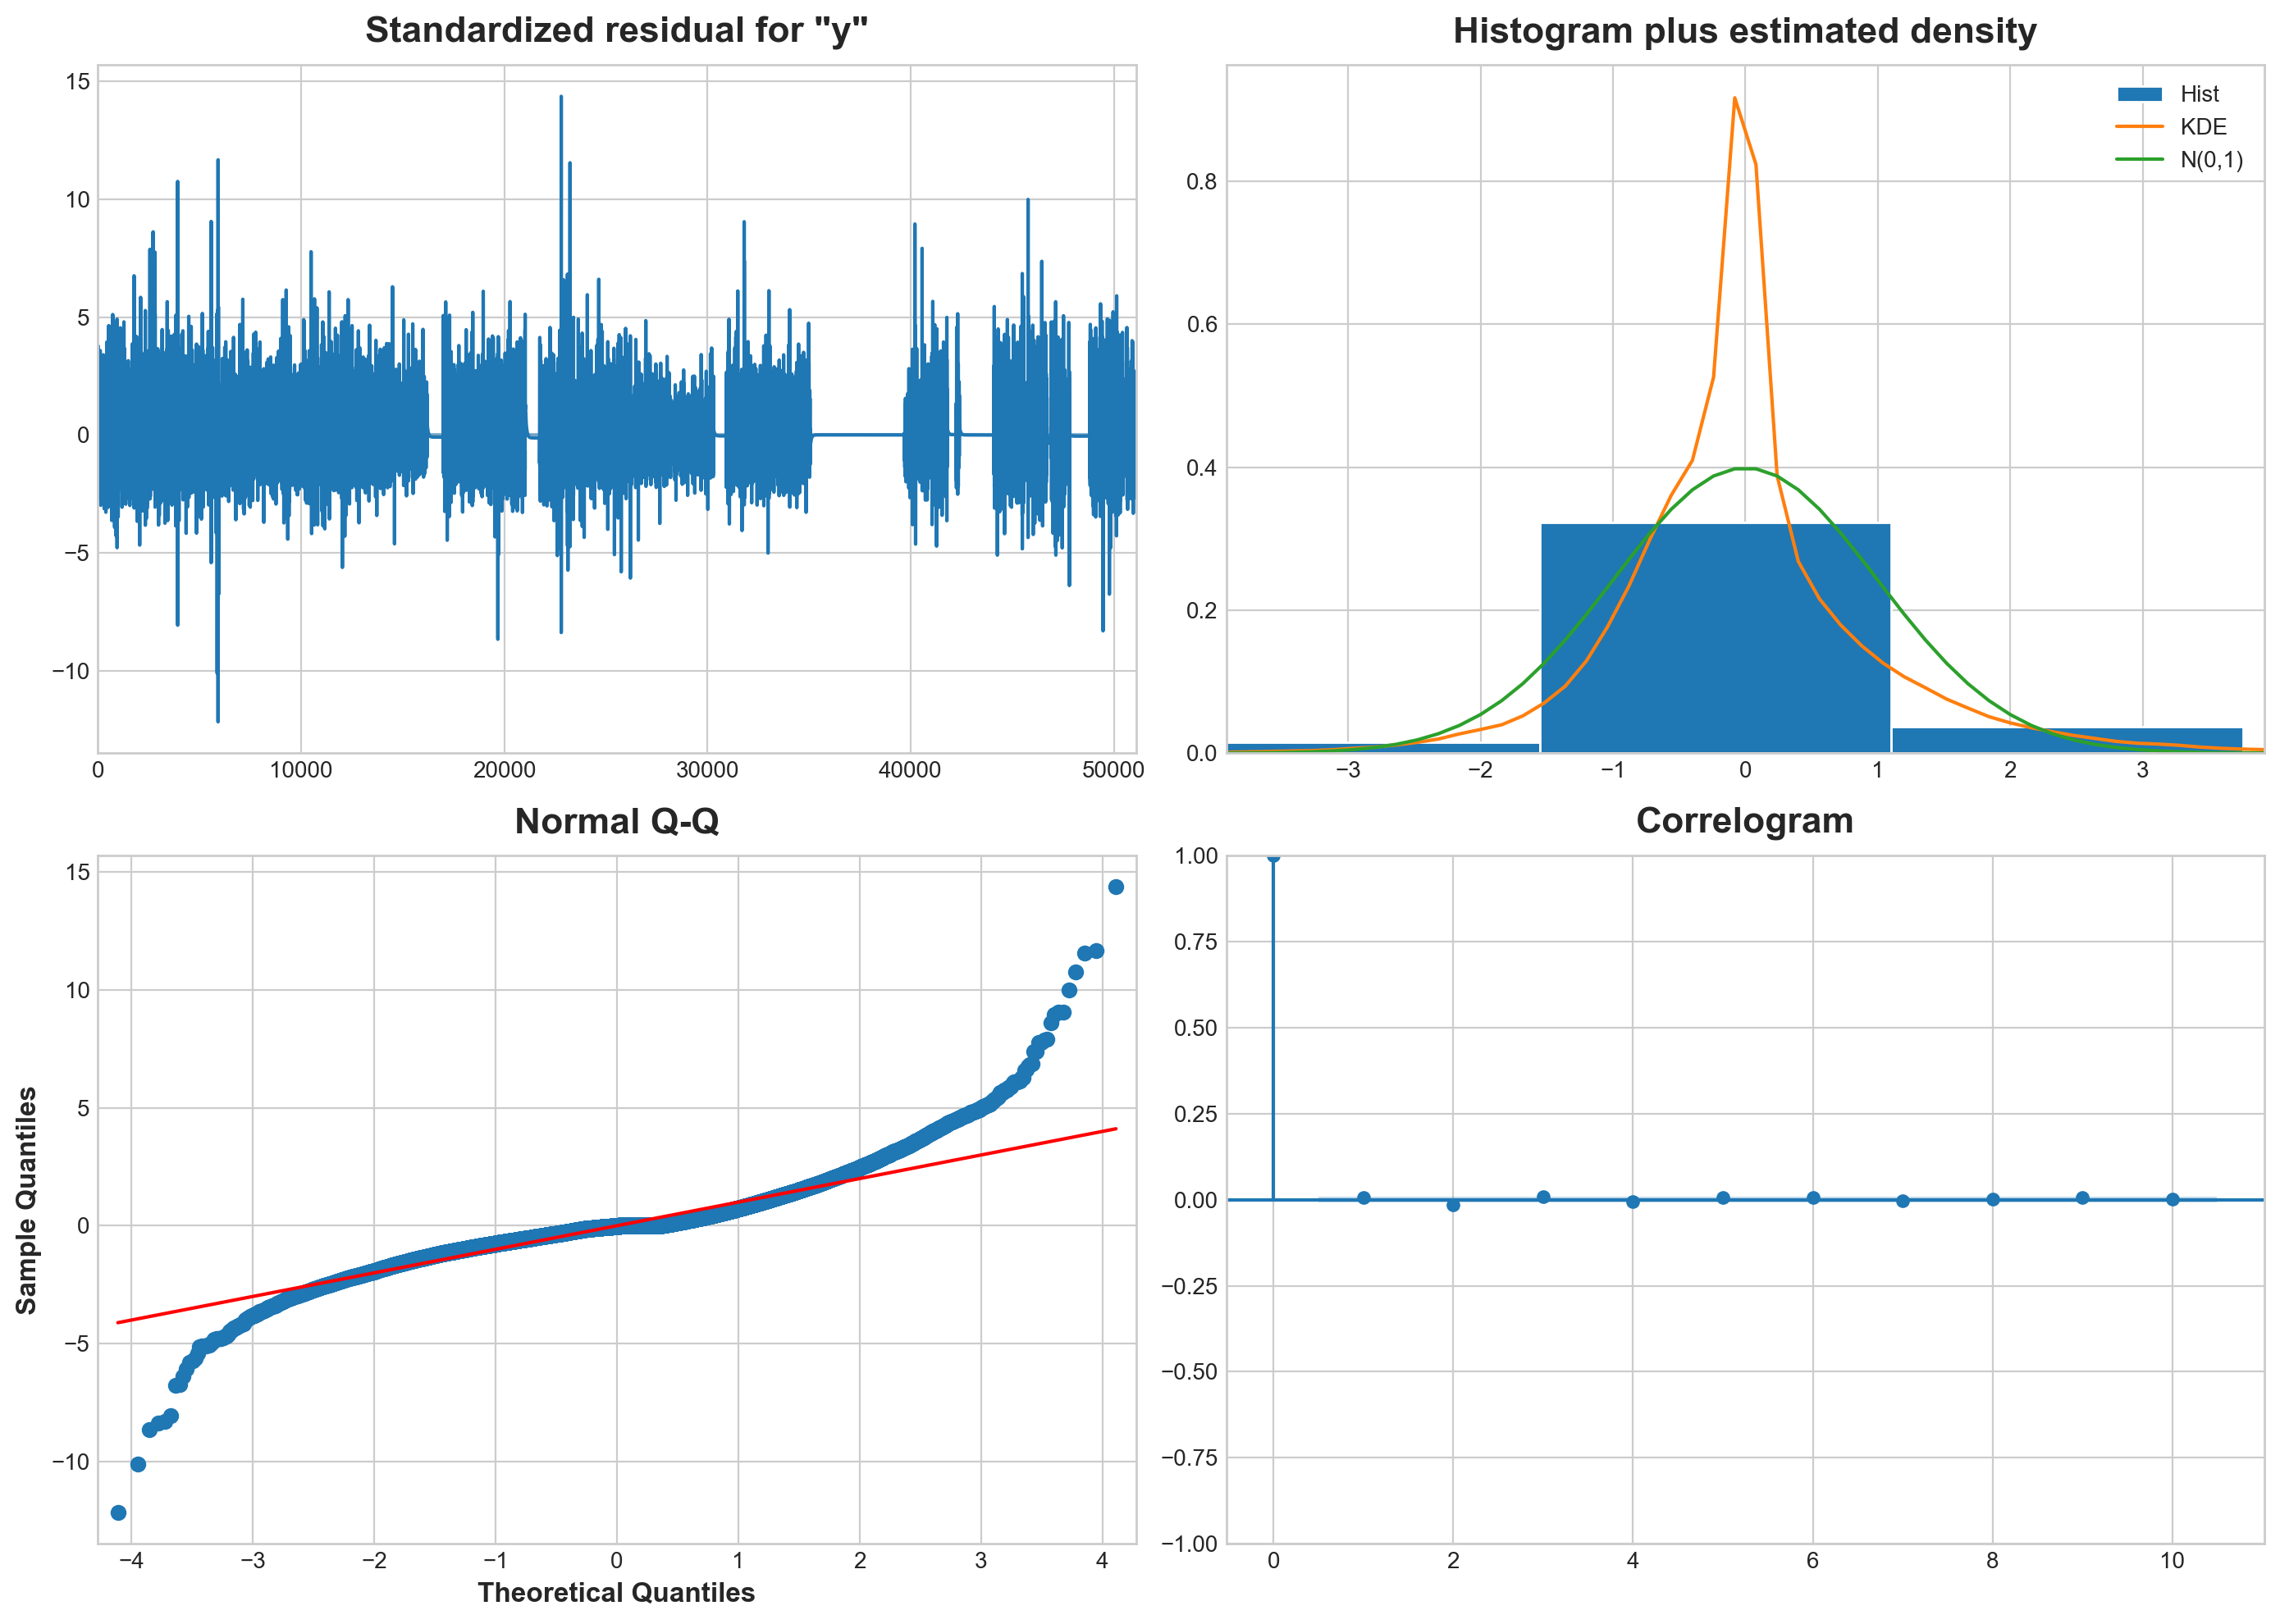 Standardized residual for "y"
15
10
5
0
−5
−10
0 10000 20000 30000 40000 50000
Histogram plus estimated density
Hist
KDE
N(0,1)
0.8
0.6
0.4
0.2
0.0
−3 −2 −1 0 1 2 3
Normal Q-Q
Sample Quantiles
15
10
5
0
−5
−10
−4 −3 −2 −1 0 1 2 3 4
Theoretical Quantiles
Correlogram
1.00
0.75
0.50
0.25
0.00
−0.25
−0.50
−0.75
−1.00
0 2 4 6 8 10